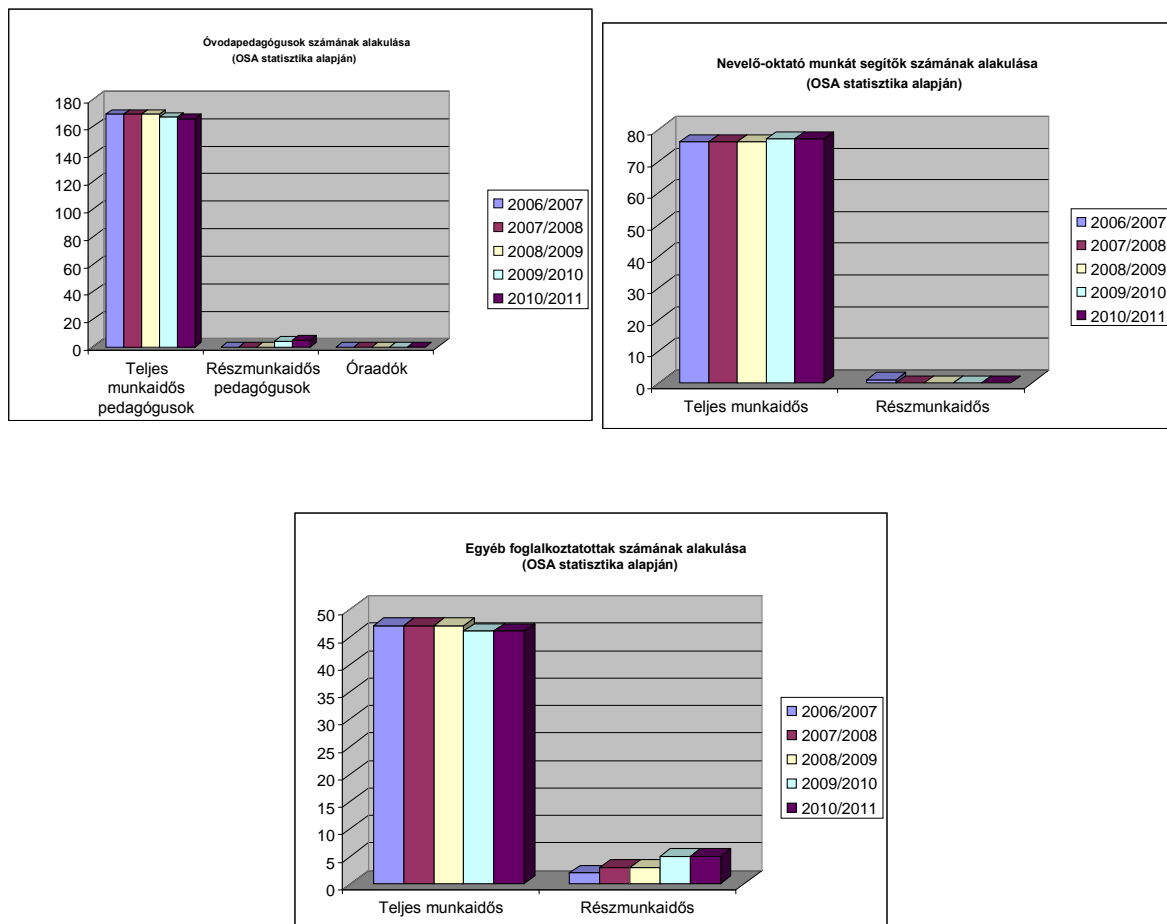 Óvodapedagógusok számának alakulása
(OSA statisztika alapján)
180
160
140
120
100
80
60
40
20
0
Teljes
munkaidős
pedagógusok
Részmunkaidős
pedagógusok
Óraadók
2006/2007
2007/2008
2008/2009
2009/2010
2010/2011
Nevelő-oktató munkát segítők számának alakulása
(OSA statisztika alapján)
80
70
60
50
40
30
20
10
0
Teljes munkaidős
Részmunkaidős
2006/2007
2007/2008
2008/2009
2009/2010
2010/2011
Egyéb foglalkoztatottak számának alakulása
(OSA statisztika alapján)
50
45
40
35
30
25
20
15
10
5
0
Teljes munkaidős
Részmunkaidős
2006/2007
2007/2008
2008/2009
2009/2010
2010/2011